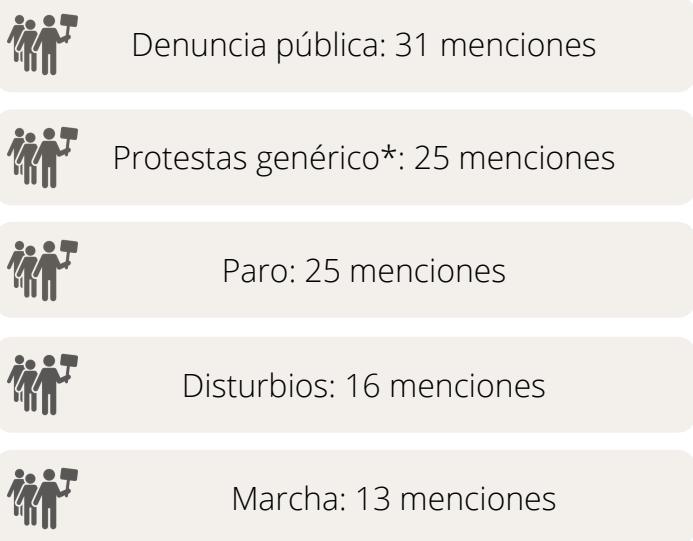 Denuncia pública: 31 menciones
Protestas genérico*: 25 menciones
Paro: 25 menciones
Disturbios: 16 menciones
Marcha: 13 menciones